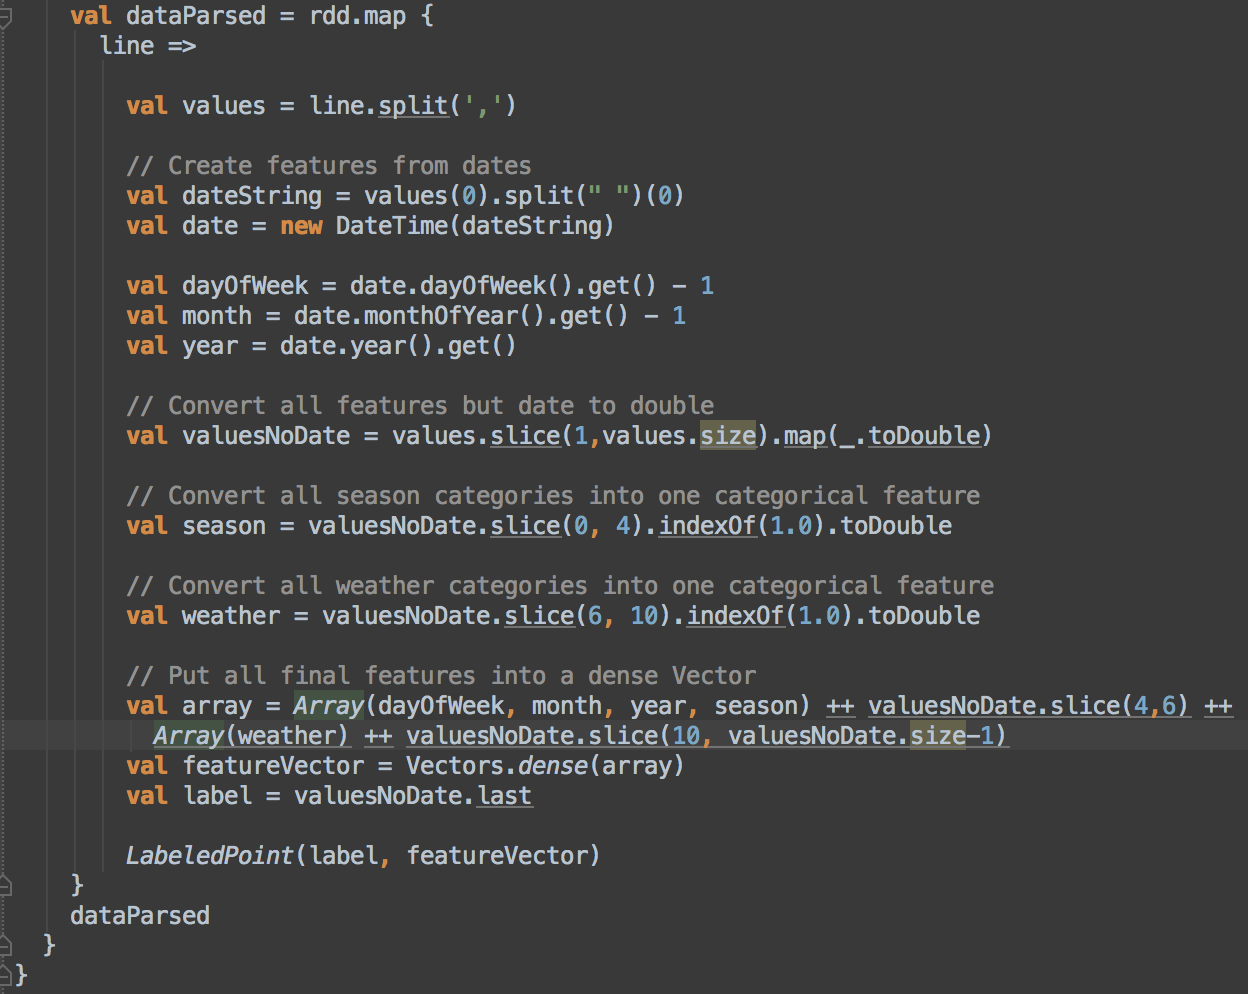 val dataParsed = rdd.map {
line =>
val values = line.split(',')
// Create features from dates
val dateString = values(0).split(" ")(0)
val date = new DateTime(dateString)
val dayOfWeek = date.dayOfWeek().get() - 1
val month = date.monthOfYear().get() - 1
val year = date.year().get()
// Convert all features but date to double
val valuesNoDate = values.slice(1,values.size).map(_.toDouble)
// Convert all season categories into one categorical feature
val season = valuesNoDate.slice(0, 4).indexOf(1.0).toDouble
// Convert all weather categories into one categorical feature
val weather = valuesNoDate.slice(6, 10).indexOf(1.0).toDouble
// Put all final features into a dense Vector
val array = Array(dayOfWeek, month, year, season) ++ valuesNoDate.slice(4,6) ++
Array(weather) ++ valuesNoDate.slice(10, valuesNoDate.size-1)
val featureVector = Vectors.dense(array)
val label = valuesNoDate.last
LabeledPoint(label, featureVector)
}
dataParsed
}
}